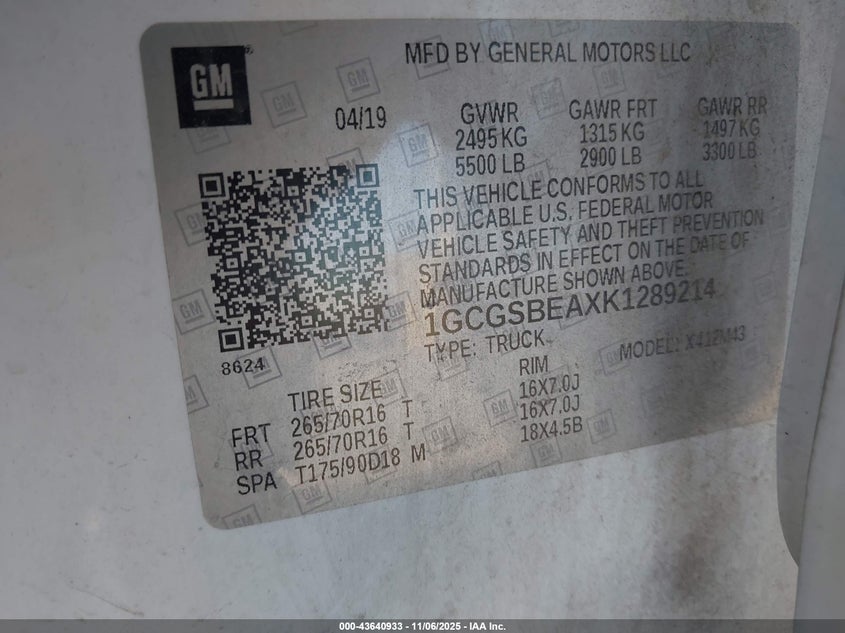 GM
MFD BY GENERAL MOTORS LLC
04/19
GVWR GAWR FRT GAWR RR
2495 KG 1315 KG 1497 KG
5500 LB 2900 LB 3300 LB
THIS VEHICLE CONFORMS TO ALL
APPLICABLE U.S. FEDERAL MOTOR
VEHICLE SAFETY AND THEFT PREVENTION
STANDARDS IN EFFECT ON THE DATE OF
MANUFACTURE SHOWN ABOVE.
1GCGSBEAXK1289214
TYPE: TRUCK MODEL: X412M43
8624
TIRE SIZE RIM
FRT 265/70R16 T 16X7.0J
RR 265/70R16 T 16X7.0J
SPA T175/90D18 M 18X4.5B
000-43640933 - 11/06/2025 - IAA Inc.